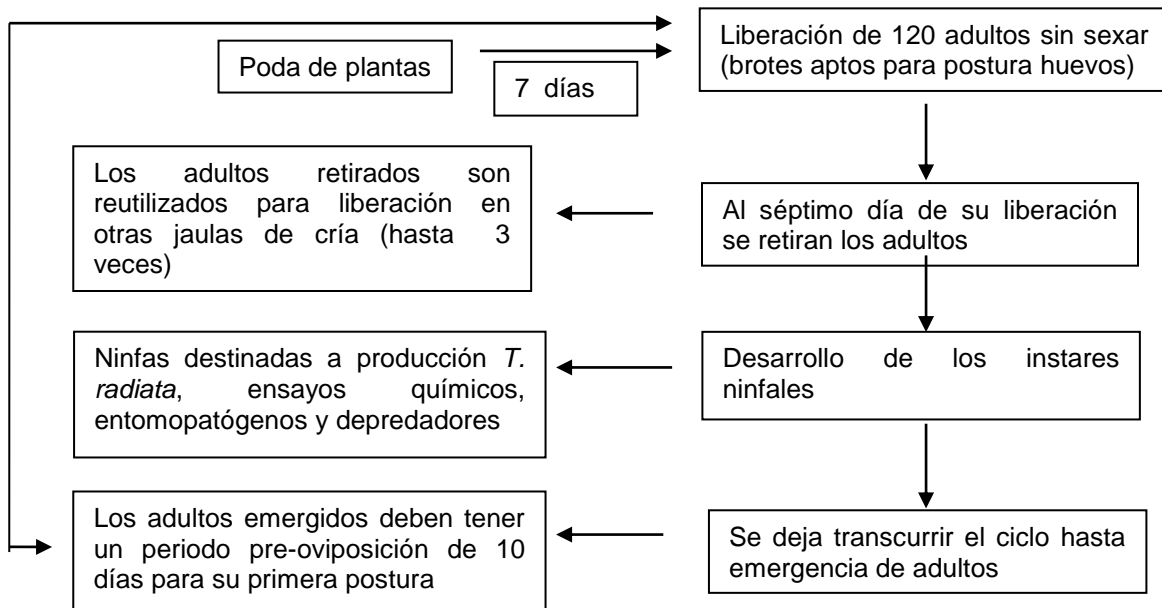 Poda de plantas
7 días
Liberación de 120 adultos sin sexar
(brotes aptos para postura huevos)
Los adultos retirados son
reutilizados para liberación en
otras jaulas de cría (hasta 3
veces)
Al séptimo día de su liberación
se retiran los adultos
Ninfas destinadas a producción T.
radiata, ensayos químicos,
entomopatógenos y depredadores
Desarrollo de los instares
ninfales
Los adultos emergidos deben tener
un periodo pre-oviposición de 10
días para su primera postura
Se deja transcurrir el ciclo hasta
emergencia de adultos